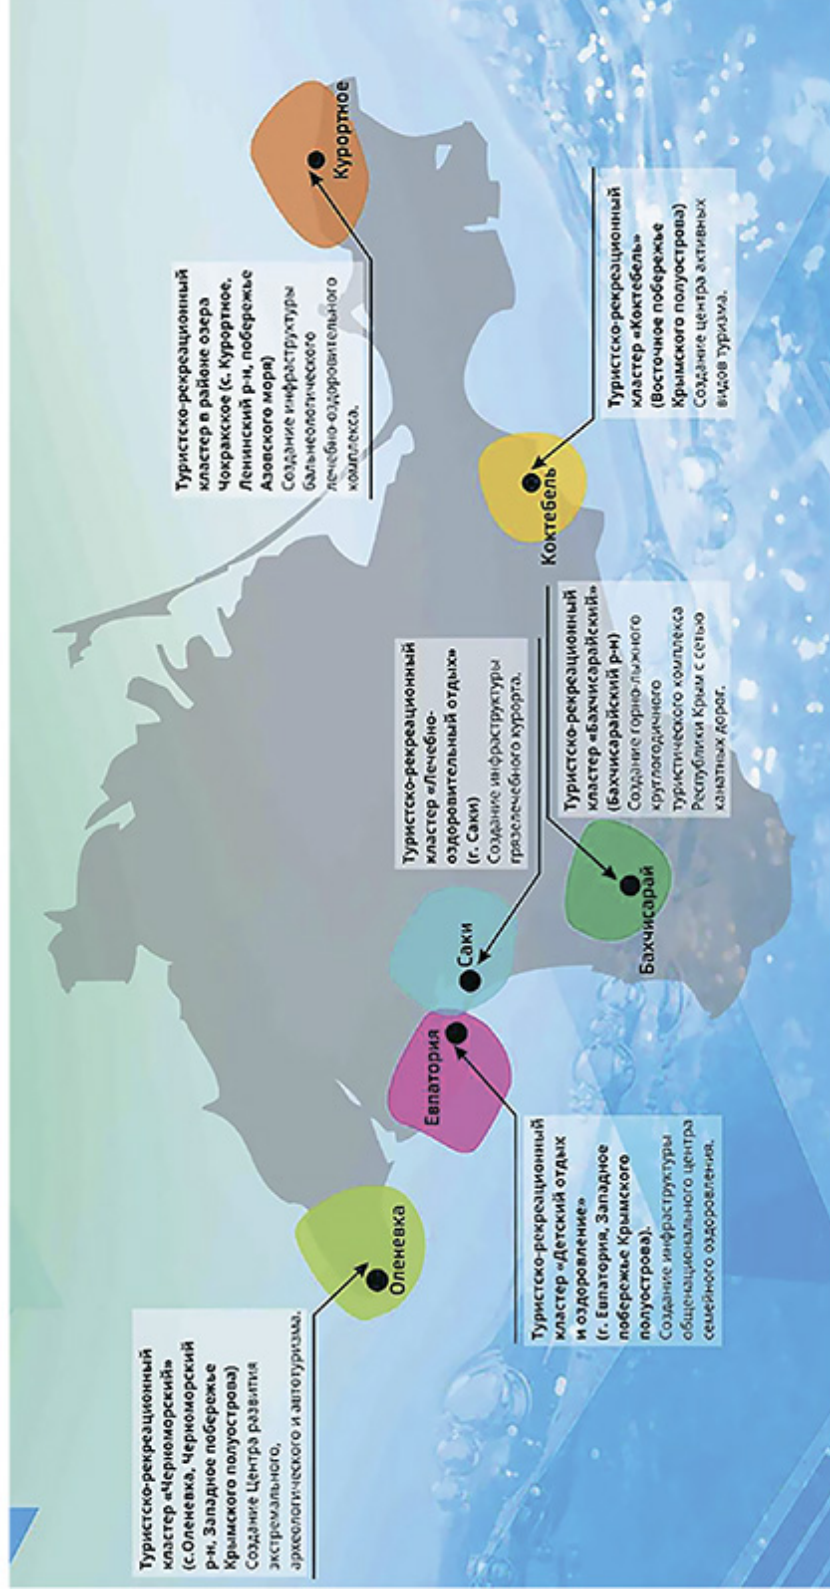 Туристско-рекреационный
кластер «Черноморский»
(с.Оленевка, Черноморский
р-н, Западное побережье
Крымского полуострова)
Создание Центра развития
экстремального,
археологического и автотуризма.
Оленевка
Туристско-рекреационный
кластер «Детский отдых
и оздоровление»
(г. Евпатория, Западное
побережье Крымского
полуострова).
Создание инфраструктуры
общенационального центра
семейного оздоровления.
Евпатория
Туристско-рекреационный
кластер «Лечебно-
оздоровительный отдых»
(г. Саки)
Создание инфраструктуры
грязелечебного курорта.
Саки
Туристско-рекреационный
кластер «Бахчисарайский»
(Бахчисарайский р-н)
Создание горно-лыжного
круглогодичного
туристического комплекса
Республики Крым с сетью
канатных дорог.
Бахчисарай
Туристско-рекреационный
кластер в районе озера
Чокракское (с. Курортное,
Ленинский р-н, побережье
Азовского моря)
Создание инфраструктуры
бальнеологического
лечебно-оздоровительного
комплекса.
Курортное
Туристско-рекреационный
кластер «Коктебель»
(Восточное побережье
Крымского полуострова)
Создание центра активных
видов туризма.
Коктебель